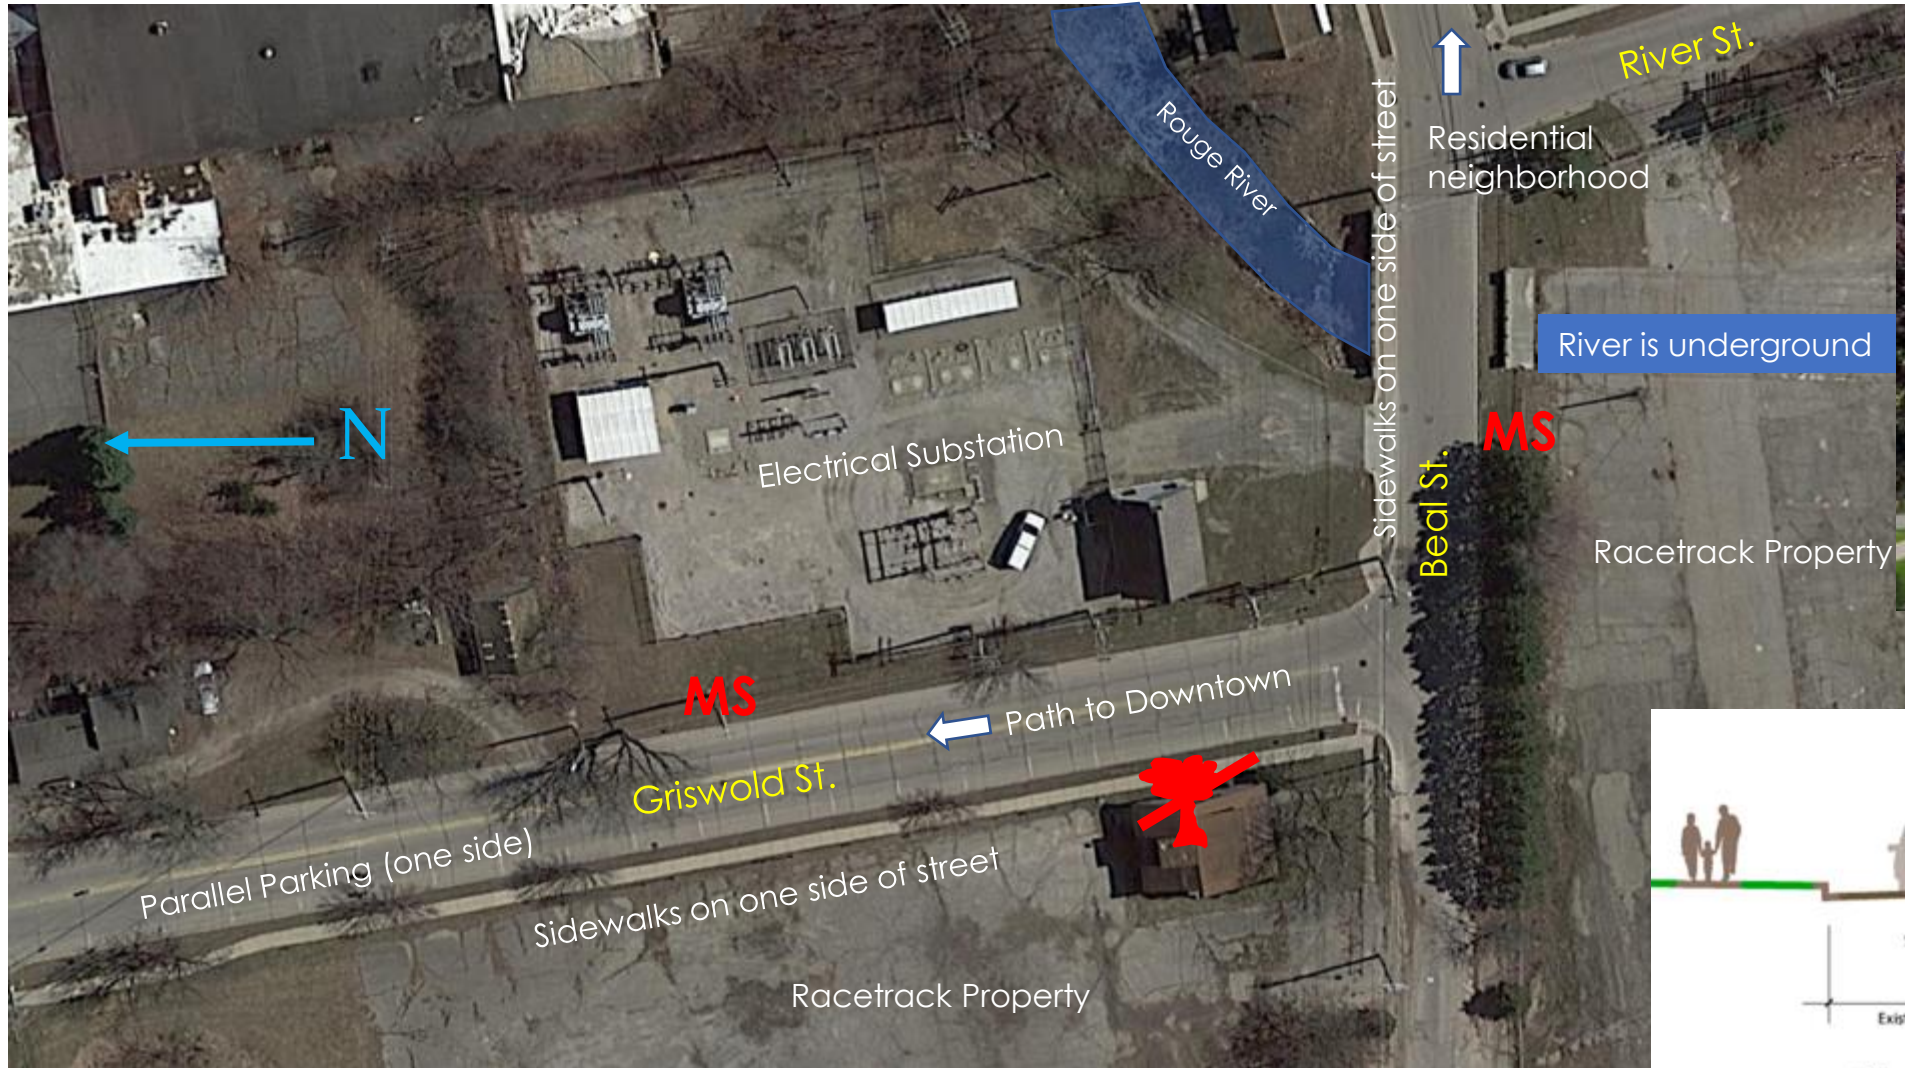 River St.
Rouge River
Sidewalks on one side of street
Residential
neighborhood
River is underground
N
MS
Electrical Substation
Beal St.
Racetrack Property
MS
Path to Downtown
Griswold St.
Parallel Parking (one side)
Sidewalks on one side of street
Racetrack Property